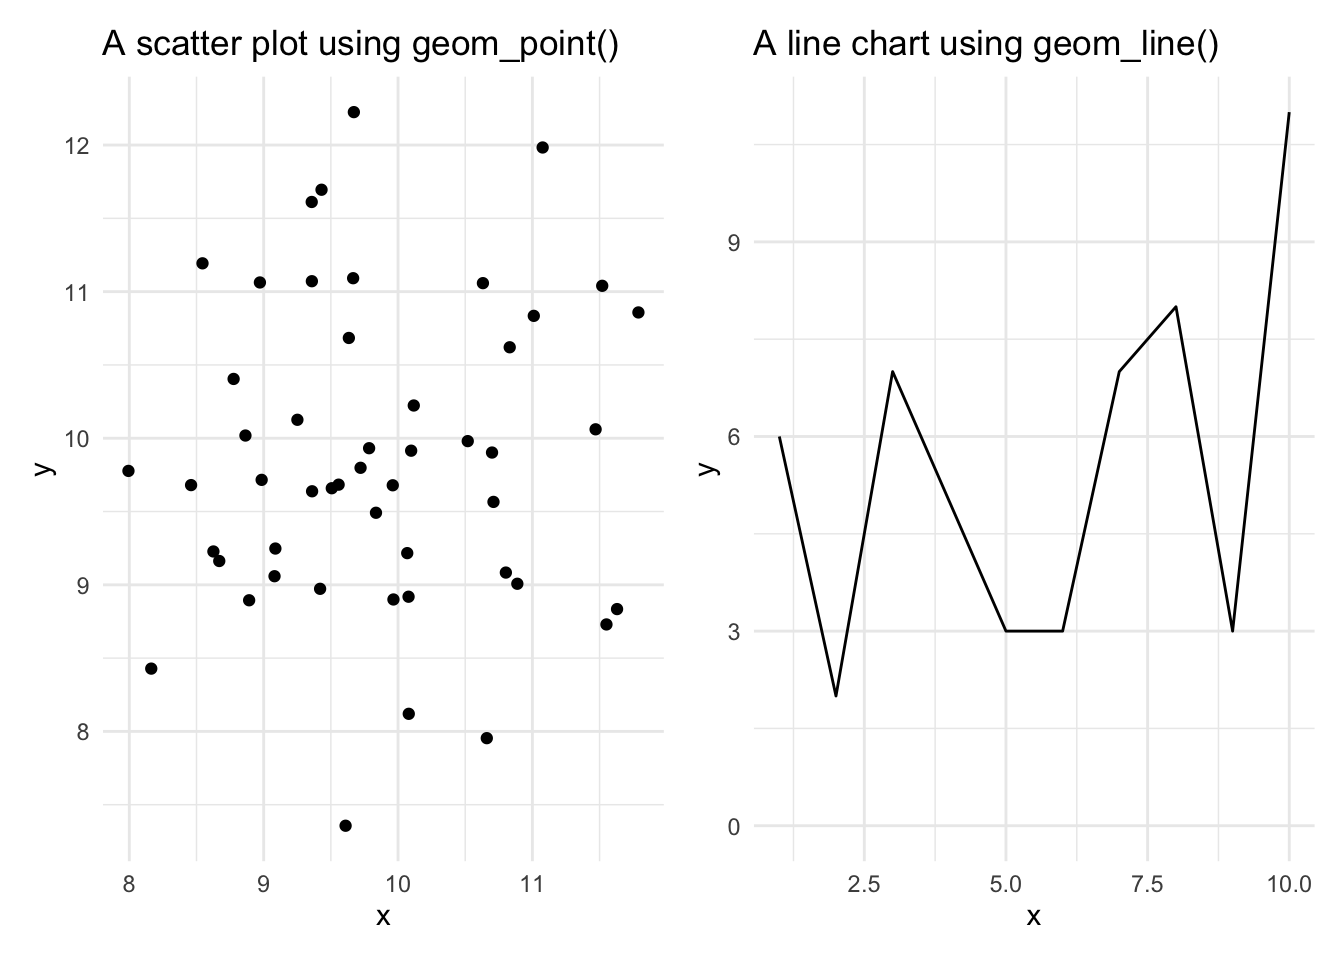 A scatter plot using geom_point()
12
11
10
9
8
y
8 9 10 11
x
A line chart using geom_line()
9
6
3
0
y
2.5 5.0 7.5 10.0
x